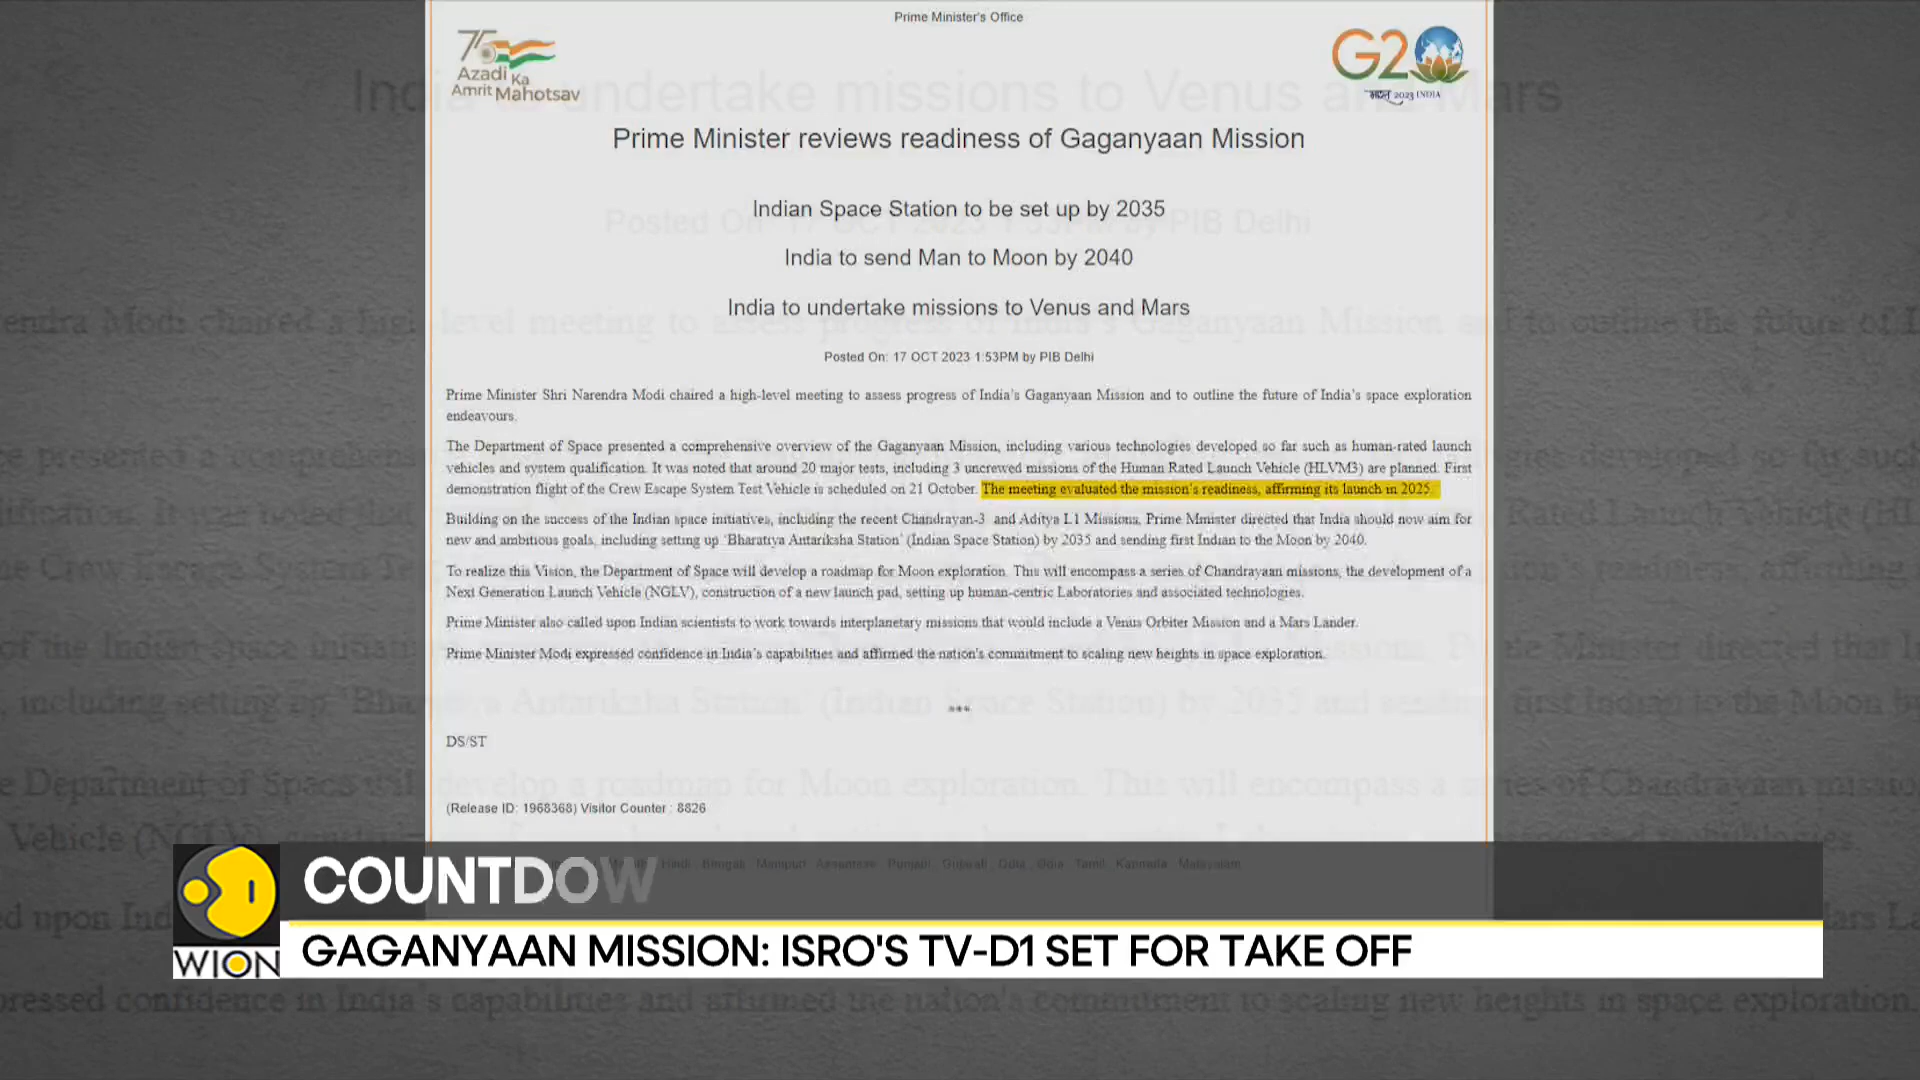 Prime Minister's Office
75
Azadi Ka
Amrit Mahotsav
G20
भारत 2023 INDIA
Prime Minister reviews readiness of Gaganyaan Mission
Indian Space Station to be set up by 2035
India to send Man to Moon by 2040
India to undertake missions to Venus and Mars
Posted On: 17 OCT 2023 1:53PM by PIB Delhi
Prime Minister Shri Narendra Modi chaired a high-level meeting to assess progress of India's Gaganyaan Mission and to outline the future of India's space exploration
endeavours.
The Department of Space presented a comprehensive overview of the Gaganyaan Mission, including various technologies developed so far such as human-rated launch
vehicles and system qualification. It was noted that around 20 major tests, including 3 uncrewed missions of the Human Rated Launch Vehicle (HLVM3) are planned. First
demonstration flight of the Crew Escape System Test Vehicle is scheduled on 21 October. The meeting evaluated the mission's readiness, affirming its launch in 2025.
Building on the success of the Indian space initiatives, including the recent Chandrayan-3 and Aditya L1 Missions, Prime Minister directed that India should now aim for
new and ambitious goals, including setting up 'Bharatiya Antariksha Station' (Indian Space Station) by 2035 and sending first Indian to the Moon by 2040.
To realize this Vision, the Department of Space will develop a roadmap for Moon exploration. This will encompass a series of Chandrayaan missions, the development of a
Next Generation Launch Vehicle (NGLV), construction of a new launch pad, setting up human-centric Laboratories and associated technologies.
Prime Minister also called upon Indian scientists to work towards interplanetary missions that would include a Venus Orbiter Mission and a Mars Lander.
Prime Minister Modi expressed confidence in India's capabilities and affirmed the nation's commitment to scaling new heights in space exploration.
***
DS/ST
(Release ID: 1968368) Visitor Counter : 8826
COUNTDOW
WION
GAGANYAAN MISSION: ISRO'S TV-D1 SET FOR TAKE OFF